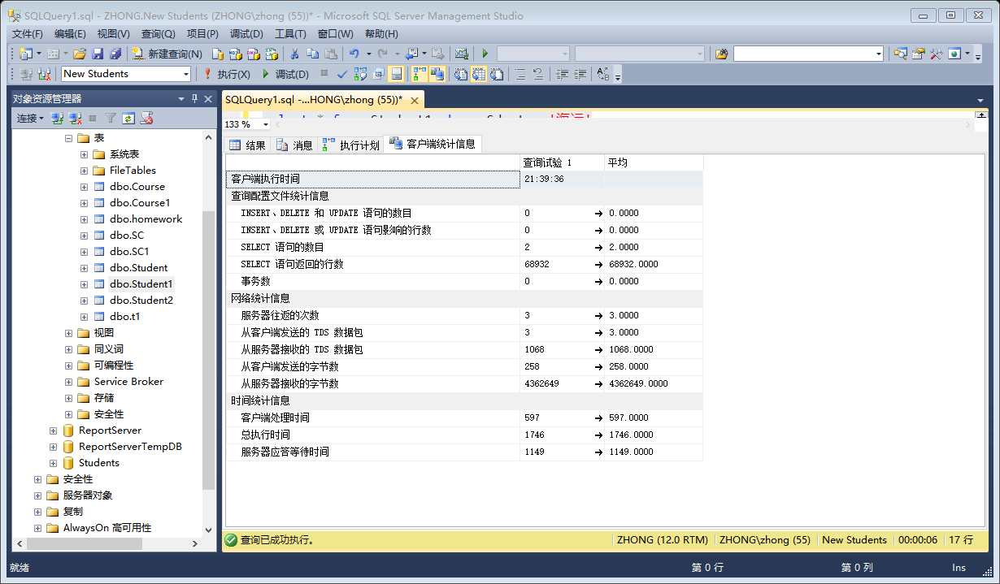 SQLQuery1.sql - ZHONG.New Students (ZHONG\zhong (55))* - Microsoft SQL Server Management Studio
文件(F) 编辑(E) 视图(V) 查询(Q) 项目(P) 调试(D) 工具(T) 窗口(W) 帮助(H)
新建查询(N)
New Students 执行(X) 调试(D)
对象资源管理器
连接
表
系统表
FileTables
dbo.Course
dbo.Course1
dbo.homework
dbo.SC
dbo.SC1
dbo.Student
dbo.Student1
dbo.Student2
dbo.t1
视图
同义词
可编程性
Service Broker
存储
安全性
ReportServer
ReportServerTempDB
Students
安全性
服务器对象
复制
AlwaysOn 高可用性
SQLQuery1.sql -...HONG\zhong (55))*
133 %
结果 消息 执行计划 客户端统计信息
查询试验 1 平均
客户端执行时间 21:39:36
查询配置文件统计信息
INSERT、DELETE 和 UPDATE 语句的数目 0 → 0.0000
INSERT、DELETE 或 UPDATE 语句影响的行数 0 → 0.0000
SELECT 语句的数目 2 → 2.0000
SELECT 语句返回的行数 68932 → 68932.0000
事务数 0 → 0.0000
网络统计信息
服务器往返的次数 3 → 3.0000
从客户端发送的 TDS 数据包 3 → 3.0000
从服务器接收的 TDS 数据包 1068 → 1068.0000
从客户端发送的字节数 258 → 258.0000
从服务器接收的字节数 4362649 → 4362649.0000
时间统计信息
客户端处理时间 597 → 597.0000
总执行时间 1746 → 1746.0000
服务器应答等待时间 1149 → 1149.0000
查询已成功执行。 ZHONG (12.0 RTM) ZHONG\zhong (55) New Students 00:00:06 17 行
就绪 第 0 行 第 0 列 Ins